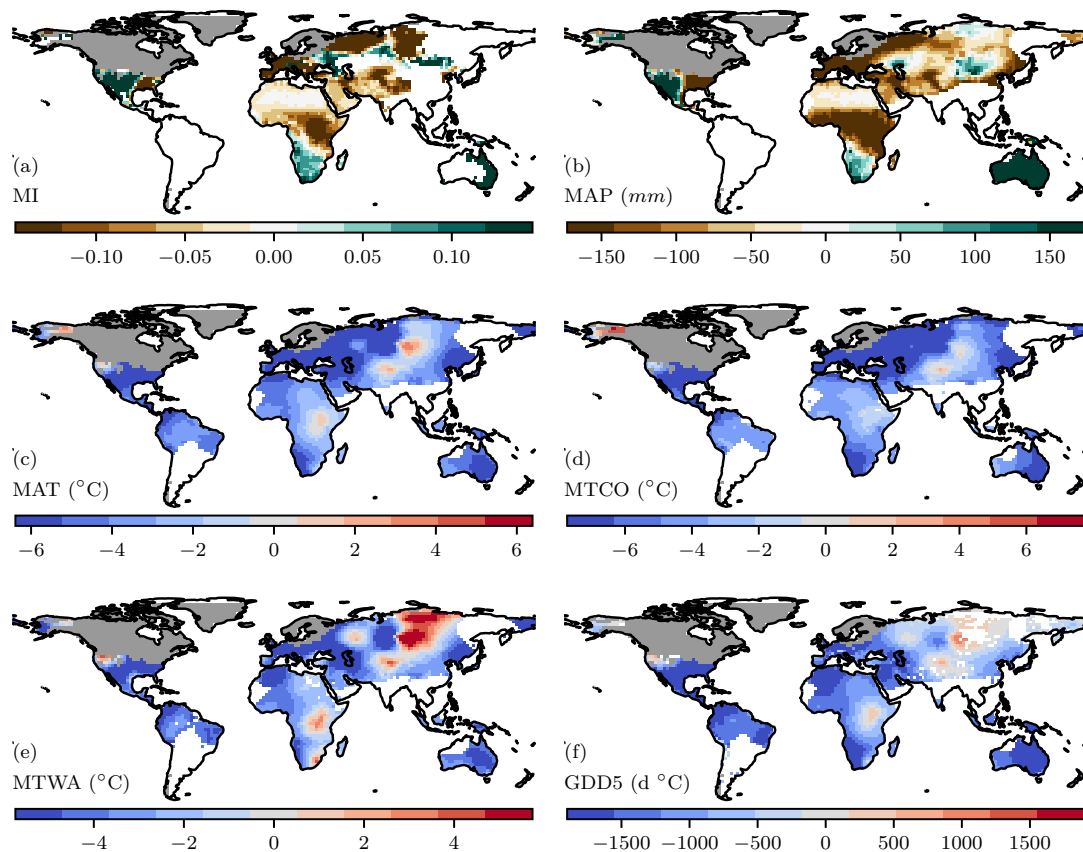 (a)
MI
−0.10 −0.05 0.00 0.05 0.10
(b)
MAP (mm)
−150 −100 −50 0 50 100 150
(c)
MAT (°C)
−6 −4 −2 0 2 4 6
(d)
MTCO (°C)
−6 −4 −2 0 2 4 6
(e)
MTWA (°C)
−4 −2 0 2 4
(f)
GDD5 (d °C)
−1500 −1000 −500 0 500 1000 1500